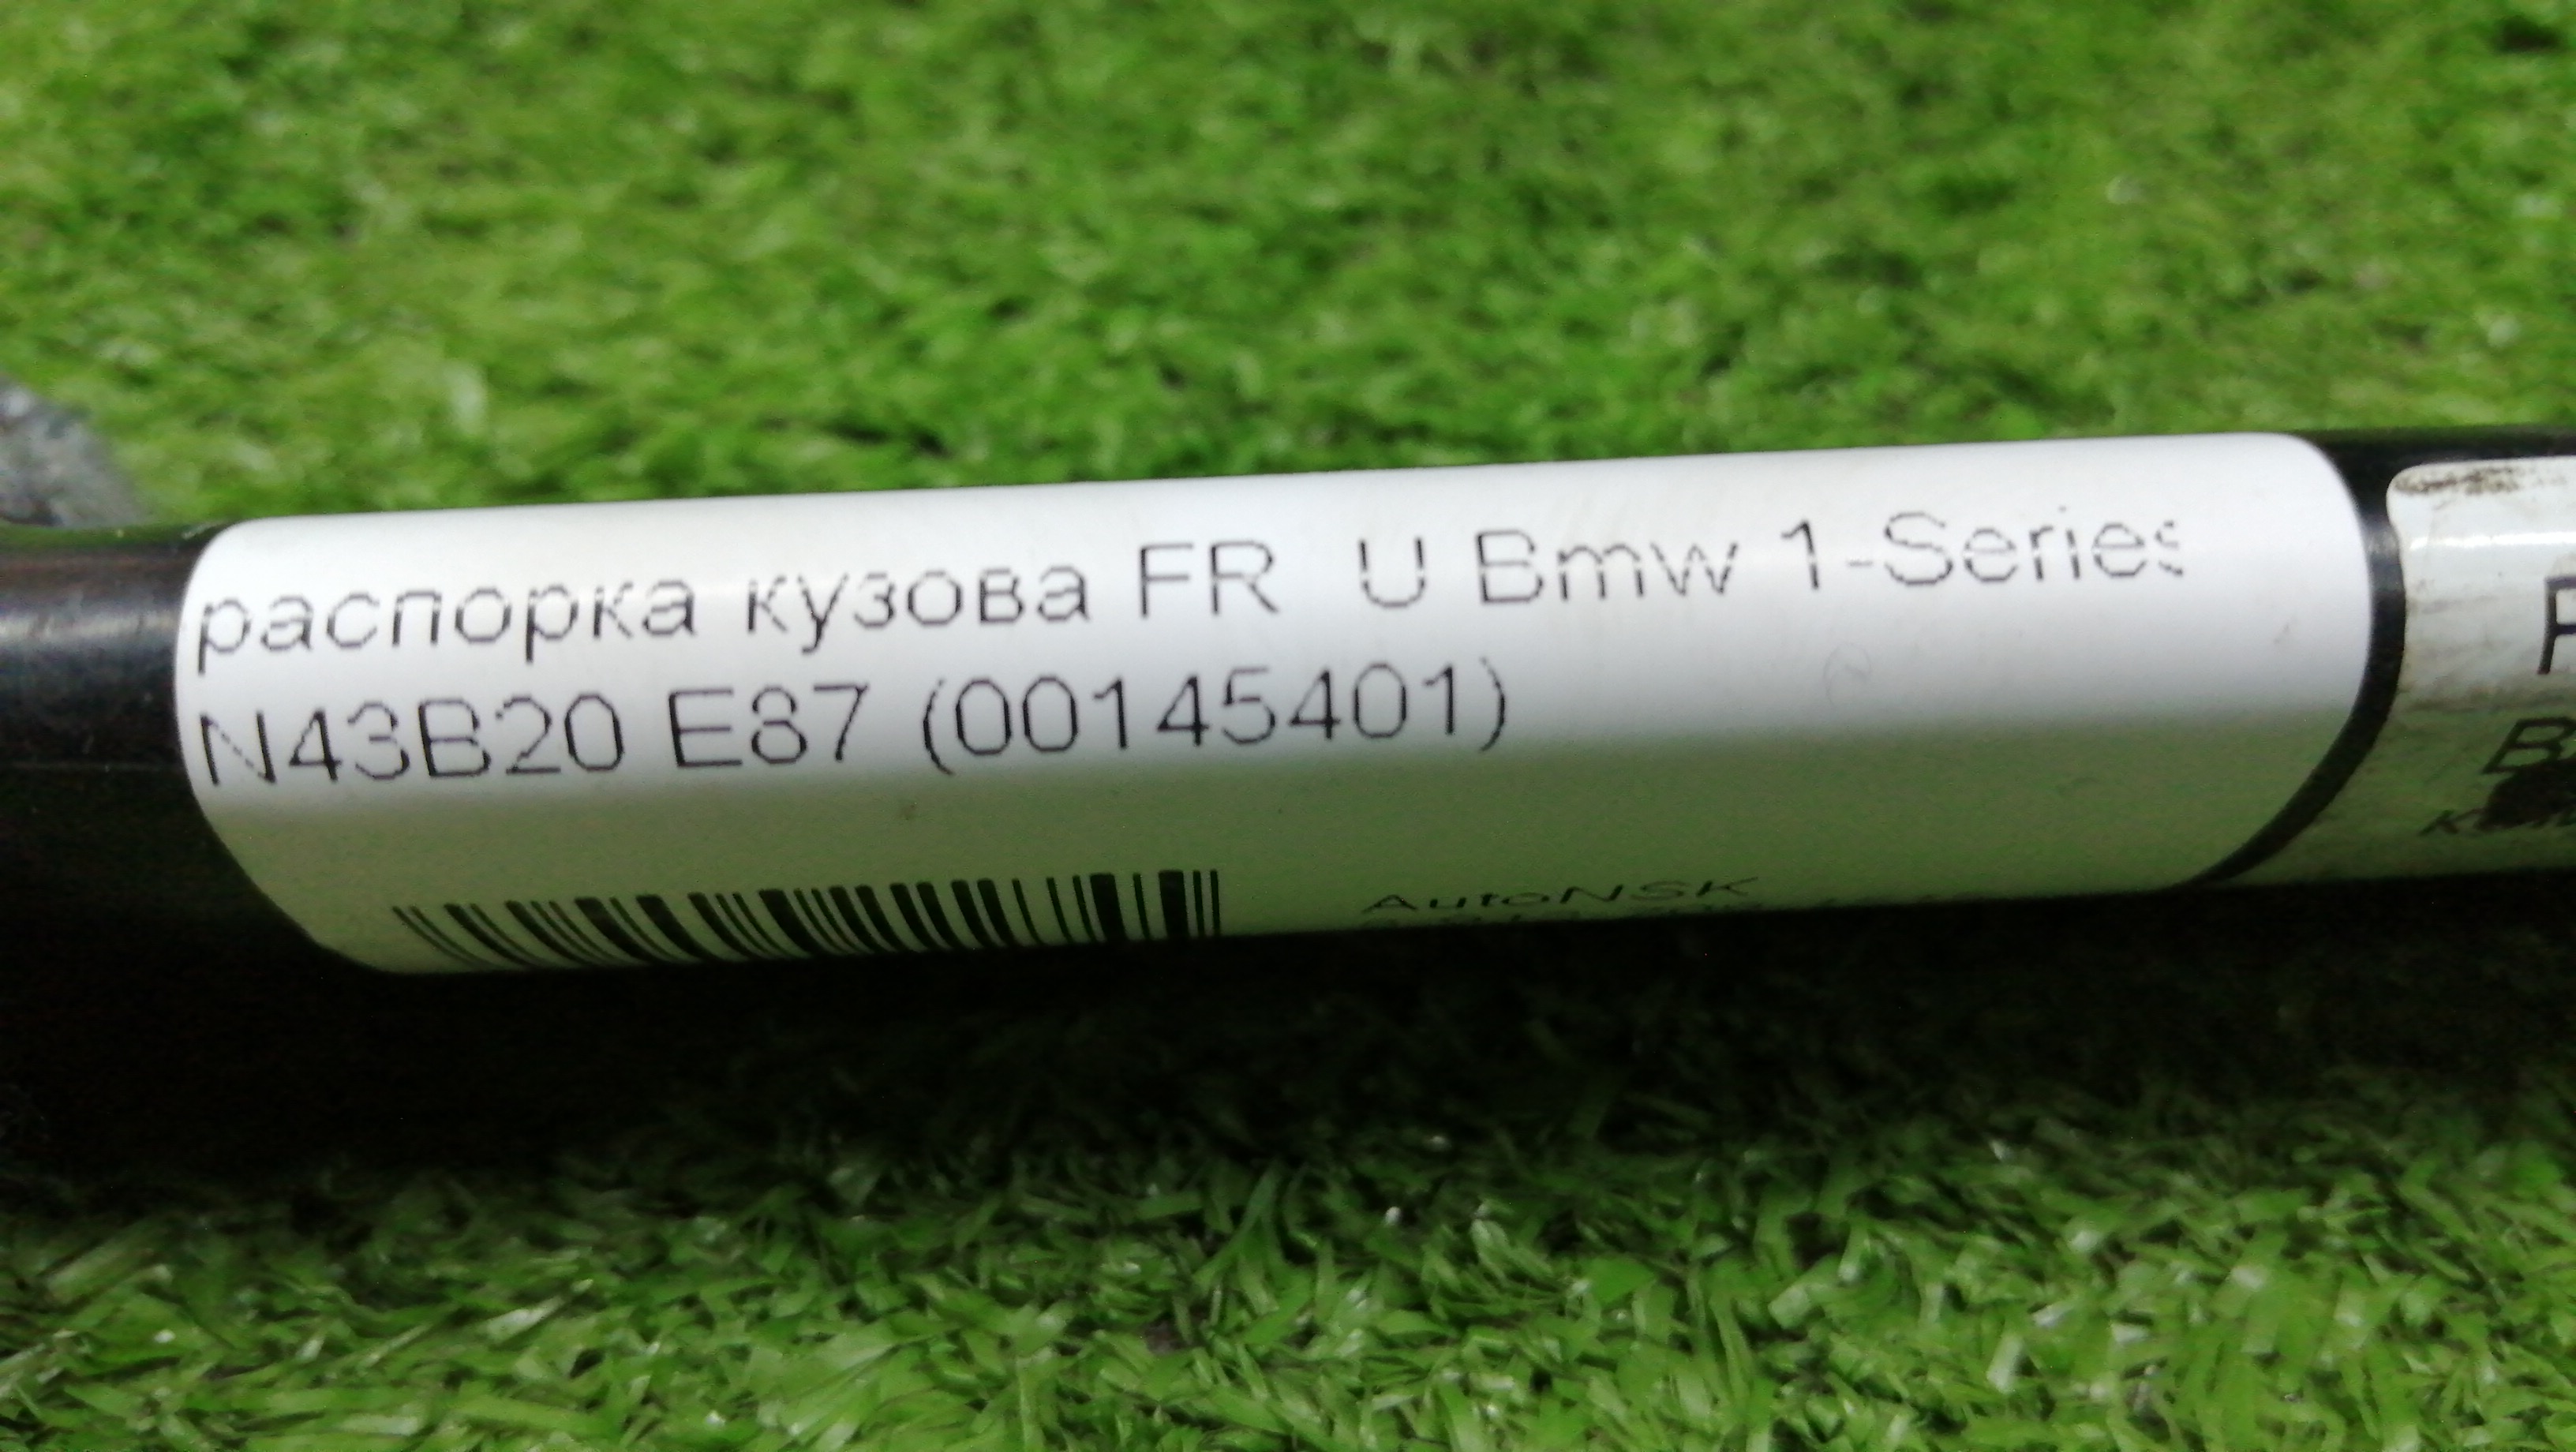 распорка кузова FR U Bmw 1-Series
N43B20 E87 (00145401)
AutoNSK